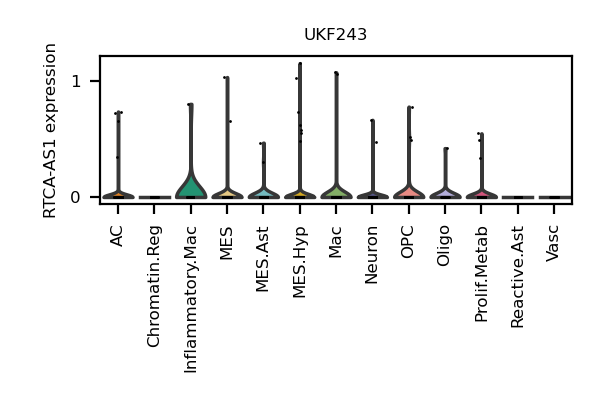 UKF243
RTCA-AS1 expression
1
0
AC
Chromatin.Reg
Inflammatory.Mac
MES
MES.Ast
MES.Hyp
Mac
Neuron
OPC
Oligo
Prolif.Metab
Reactive.Ast
Vasc